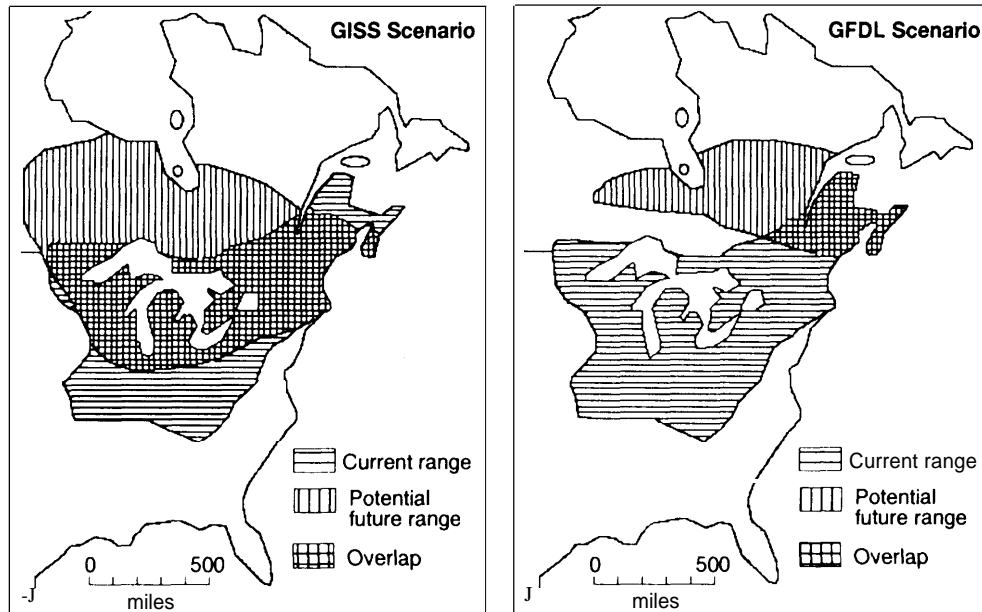 GISS Scenario
Current range
Potential
future range
Overlap
0 500
miles
-J
GFDL Scenario
Current range
Potential
future range
Overlap
0 500
miles
J